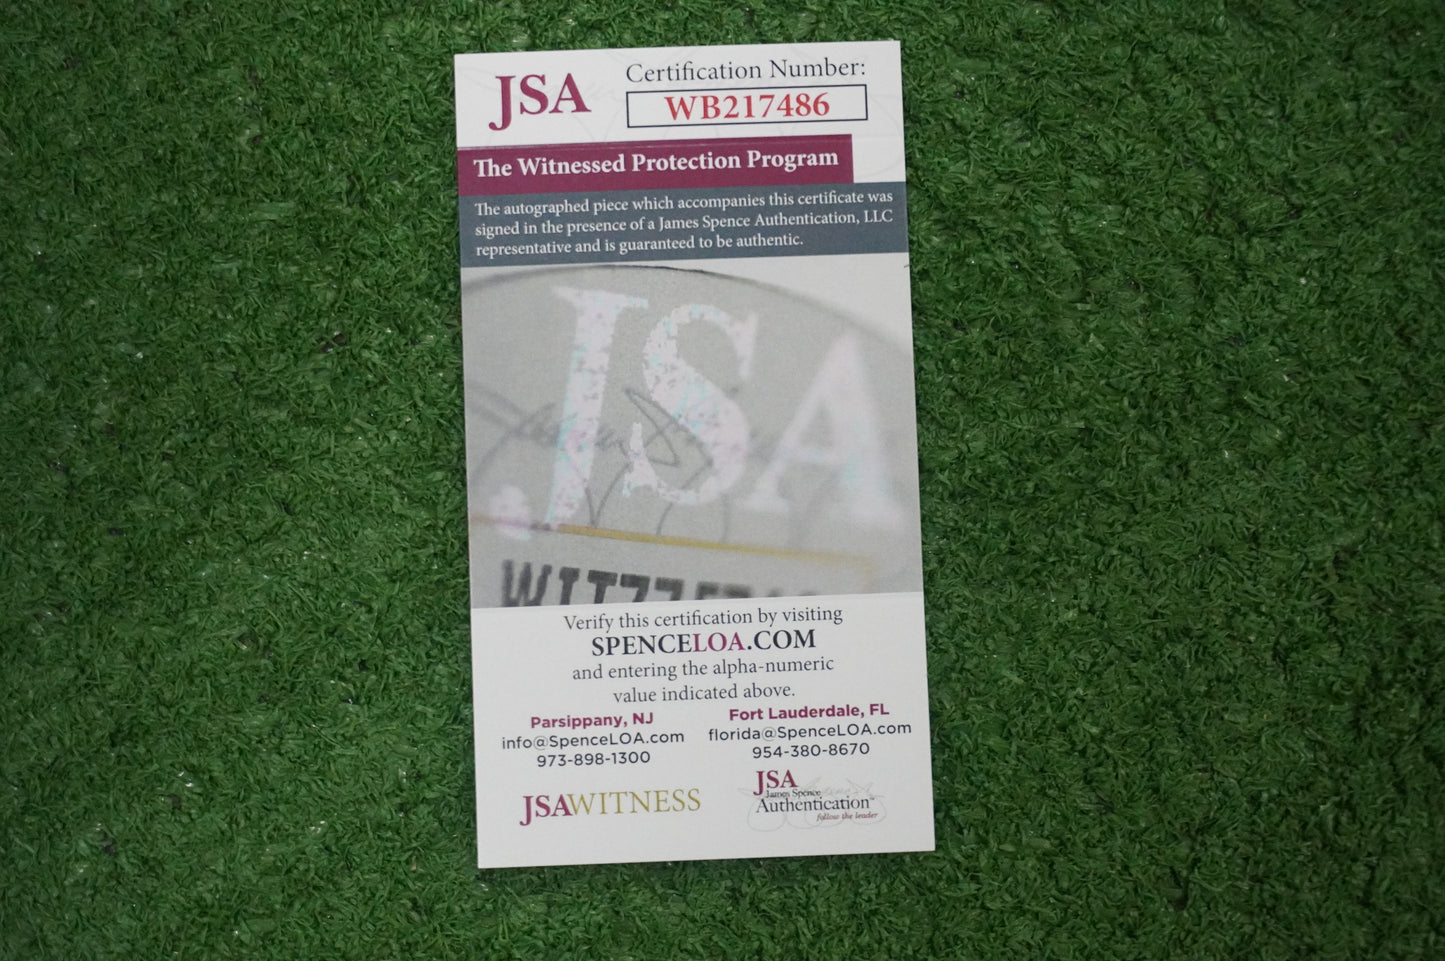 JSA
Certification Number:
WB217486
The Witnessed Protection Program
The autographed piece which accompanies this certificate was
signed in the presence of a James Spence Authentication, LLC
representative and is guaranteed to be authentic.
JSA
Verify this certification by visiting
SPENCELOA.COM
and entering the alpha-numeric
value indicated above.
Parsippany, NJ
info@SpenceLOA.com
973-898-1300
Fort Lauderdale, FL
florida@SpenceLOA.com
954-380-8670
JSAWITNESS
JSA
James Spence
Authentication
follow the leader